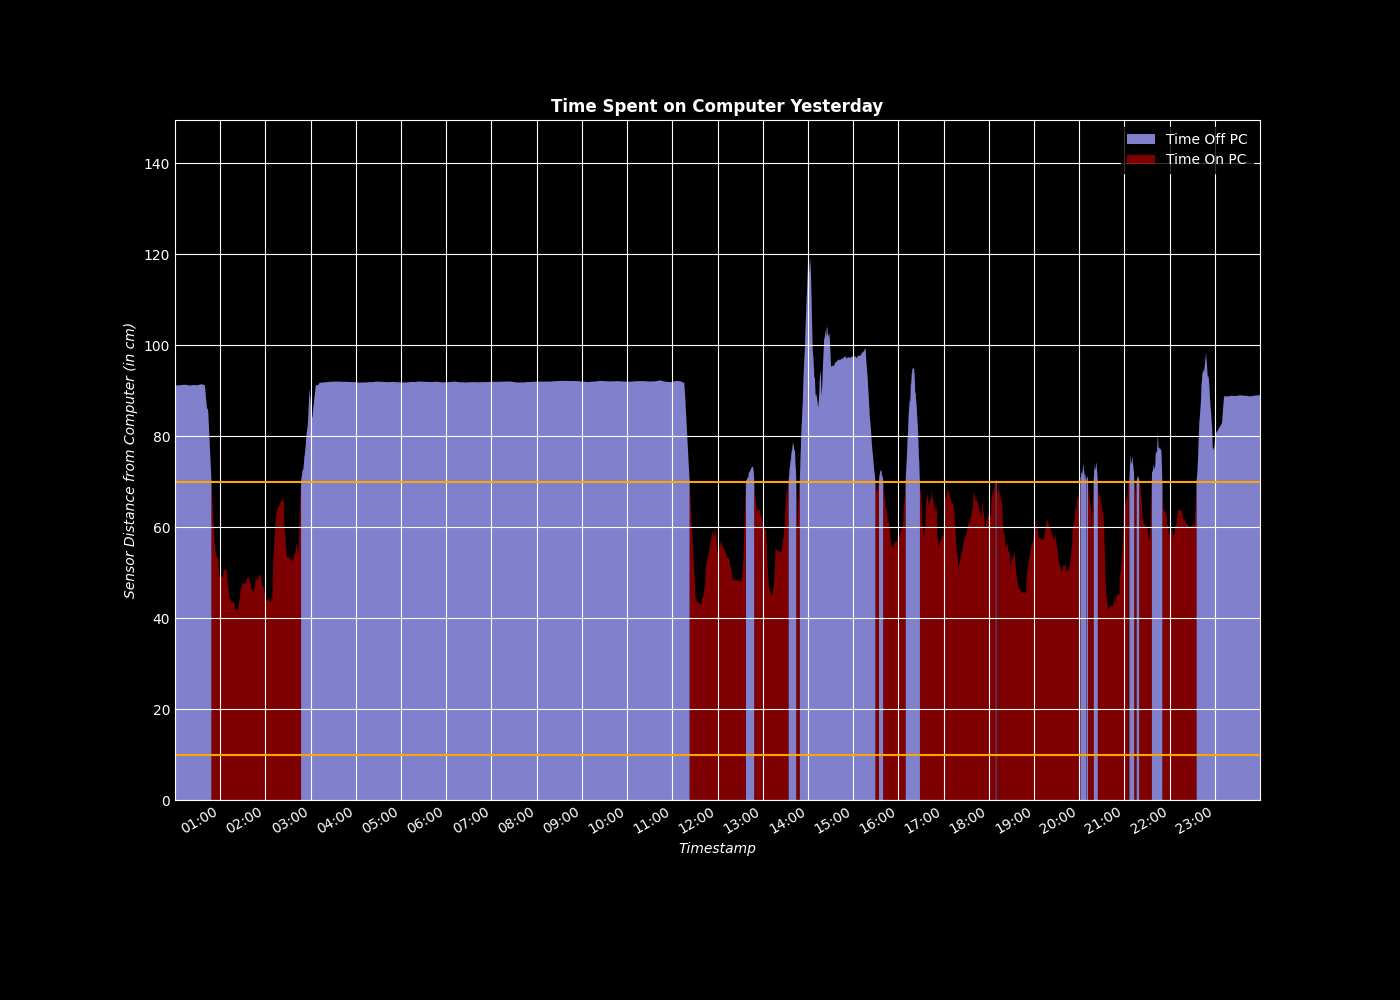 Time Spent on Computer Yesterday
Time Off PC
Time On PC
Sensor Distance from Computer (in cm)
140
120
100
80
60
40
20
0
01:00 02:00 03:00 04:00 05:00 06:00 07:00 08:00 09:00 10:00 11:00 12:00 13:00 14:00 15:00 16:00 17:00 18:00 19:00 20:00 21:00 22:00 23:00
Timestamp